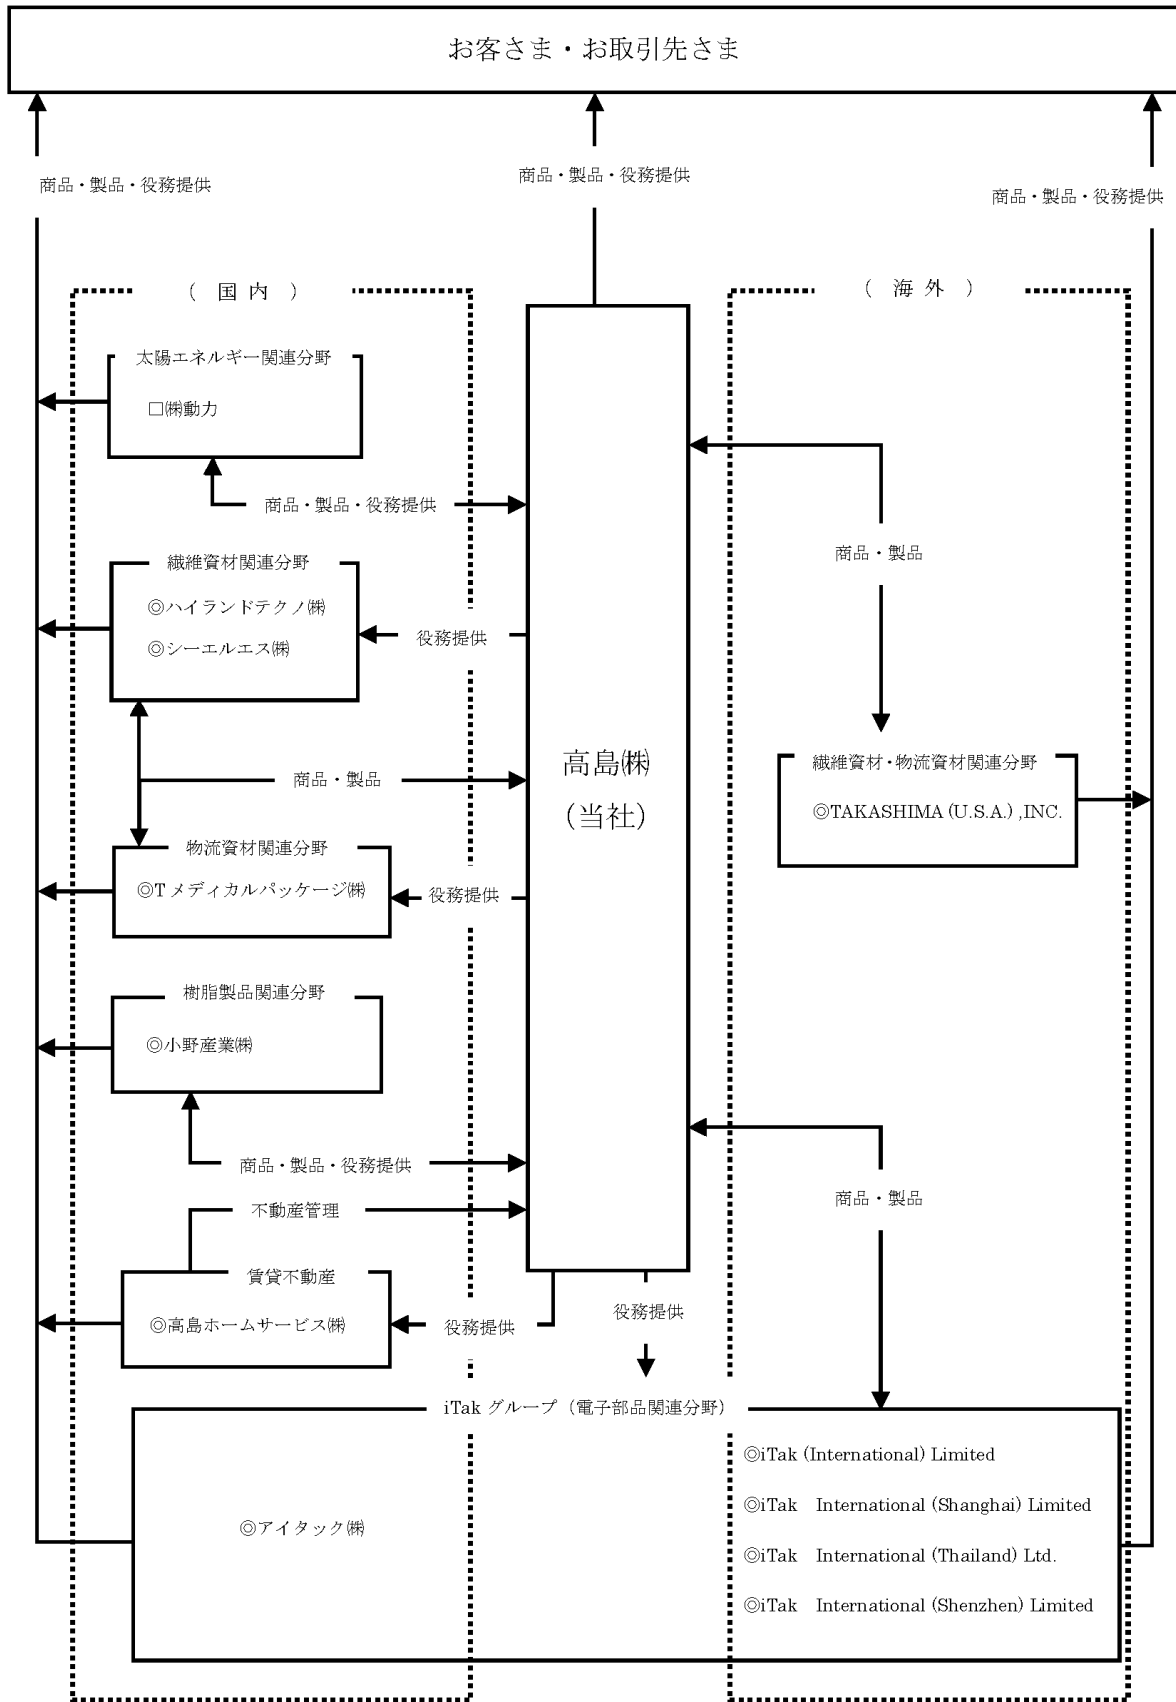 お客さま・お取引先さま
商品・製品・役務提供
商品・製品・役務提供
商品・製品・役務提供
（ 国 内 ）
（ 海 外 ）
太陽エネルギー関連分野
□㈱動力
商品・製品・役務提供
繊維資材関連分野
◎ハイランドテクノ㈱
◎シーエルエス㈱
役務提供
商品・製品
商品・製品
高島㈱
（当社）
繊維資材・物流資材関連分野
◎TAKASHIMA (U.S.A.) ,INC.
物流資材関連分野
◎T メディカルパッケージ㈱
役務提供
樹脂製品関連分野
◎小野産業㈱
商品・製品・役務提供
不動産管理
商品・製品
賃貸不動産
◎高島ホームサービス㈱
役務提供
役務提供
iTak グループ（電子部品関連分野）
◎アイタック㈱
◎iTak (International) Limited
◎iTak　International (Shanghai) Limited
◎iTak　International (Thailand) Ltd.
◎iTak　International (Shenzhen) Limited